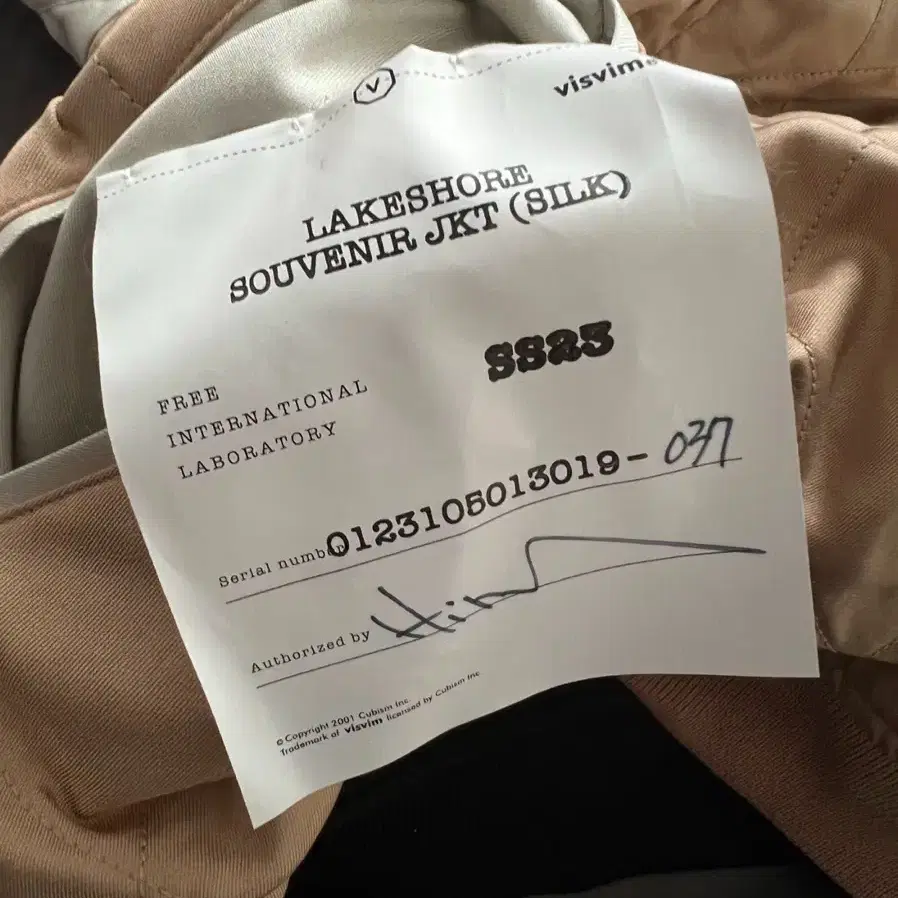 V
visvim®
LAKESHORE
SOUVENIR JKT (SILK)
SS23
FREE
INTERNATIONAL
LABORATORY
Serial number 0123105013019- 037
Authorized by
© Copyright 2001 Cubism Inc.
Trademark of visvim licensed by Cubism Inc